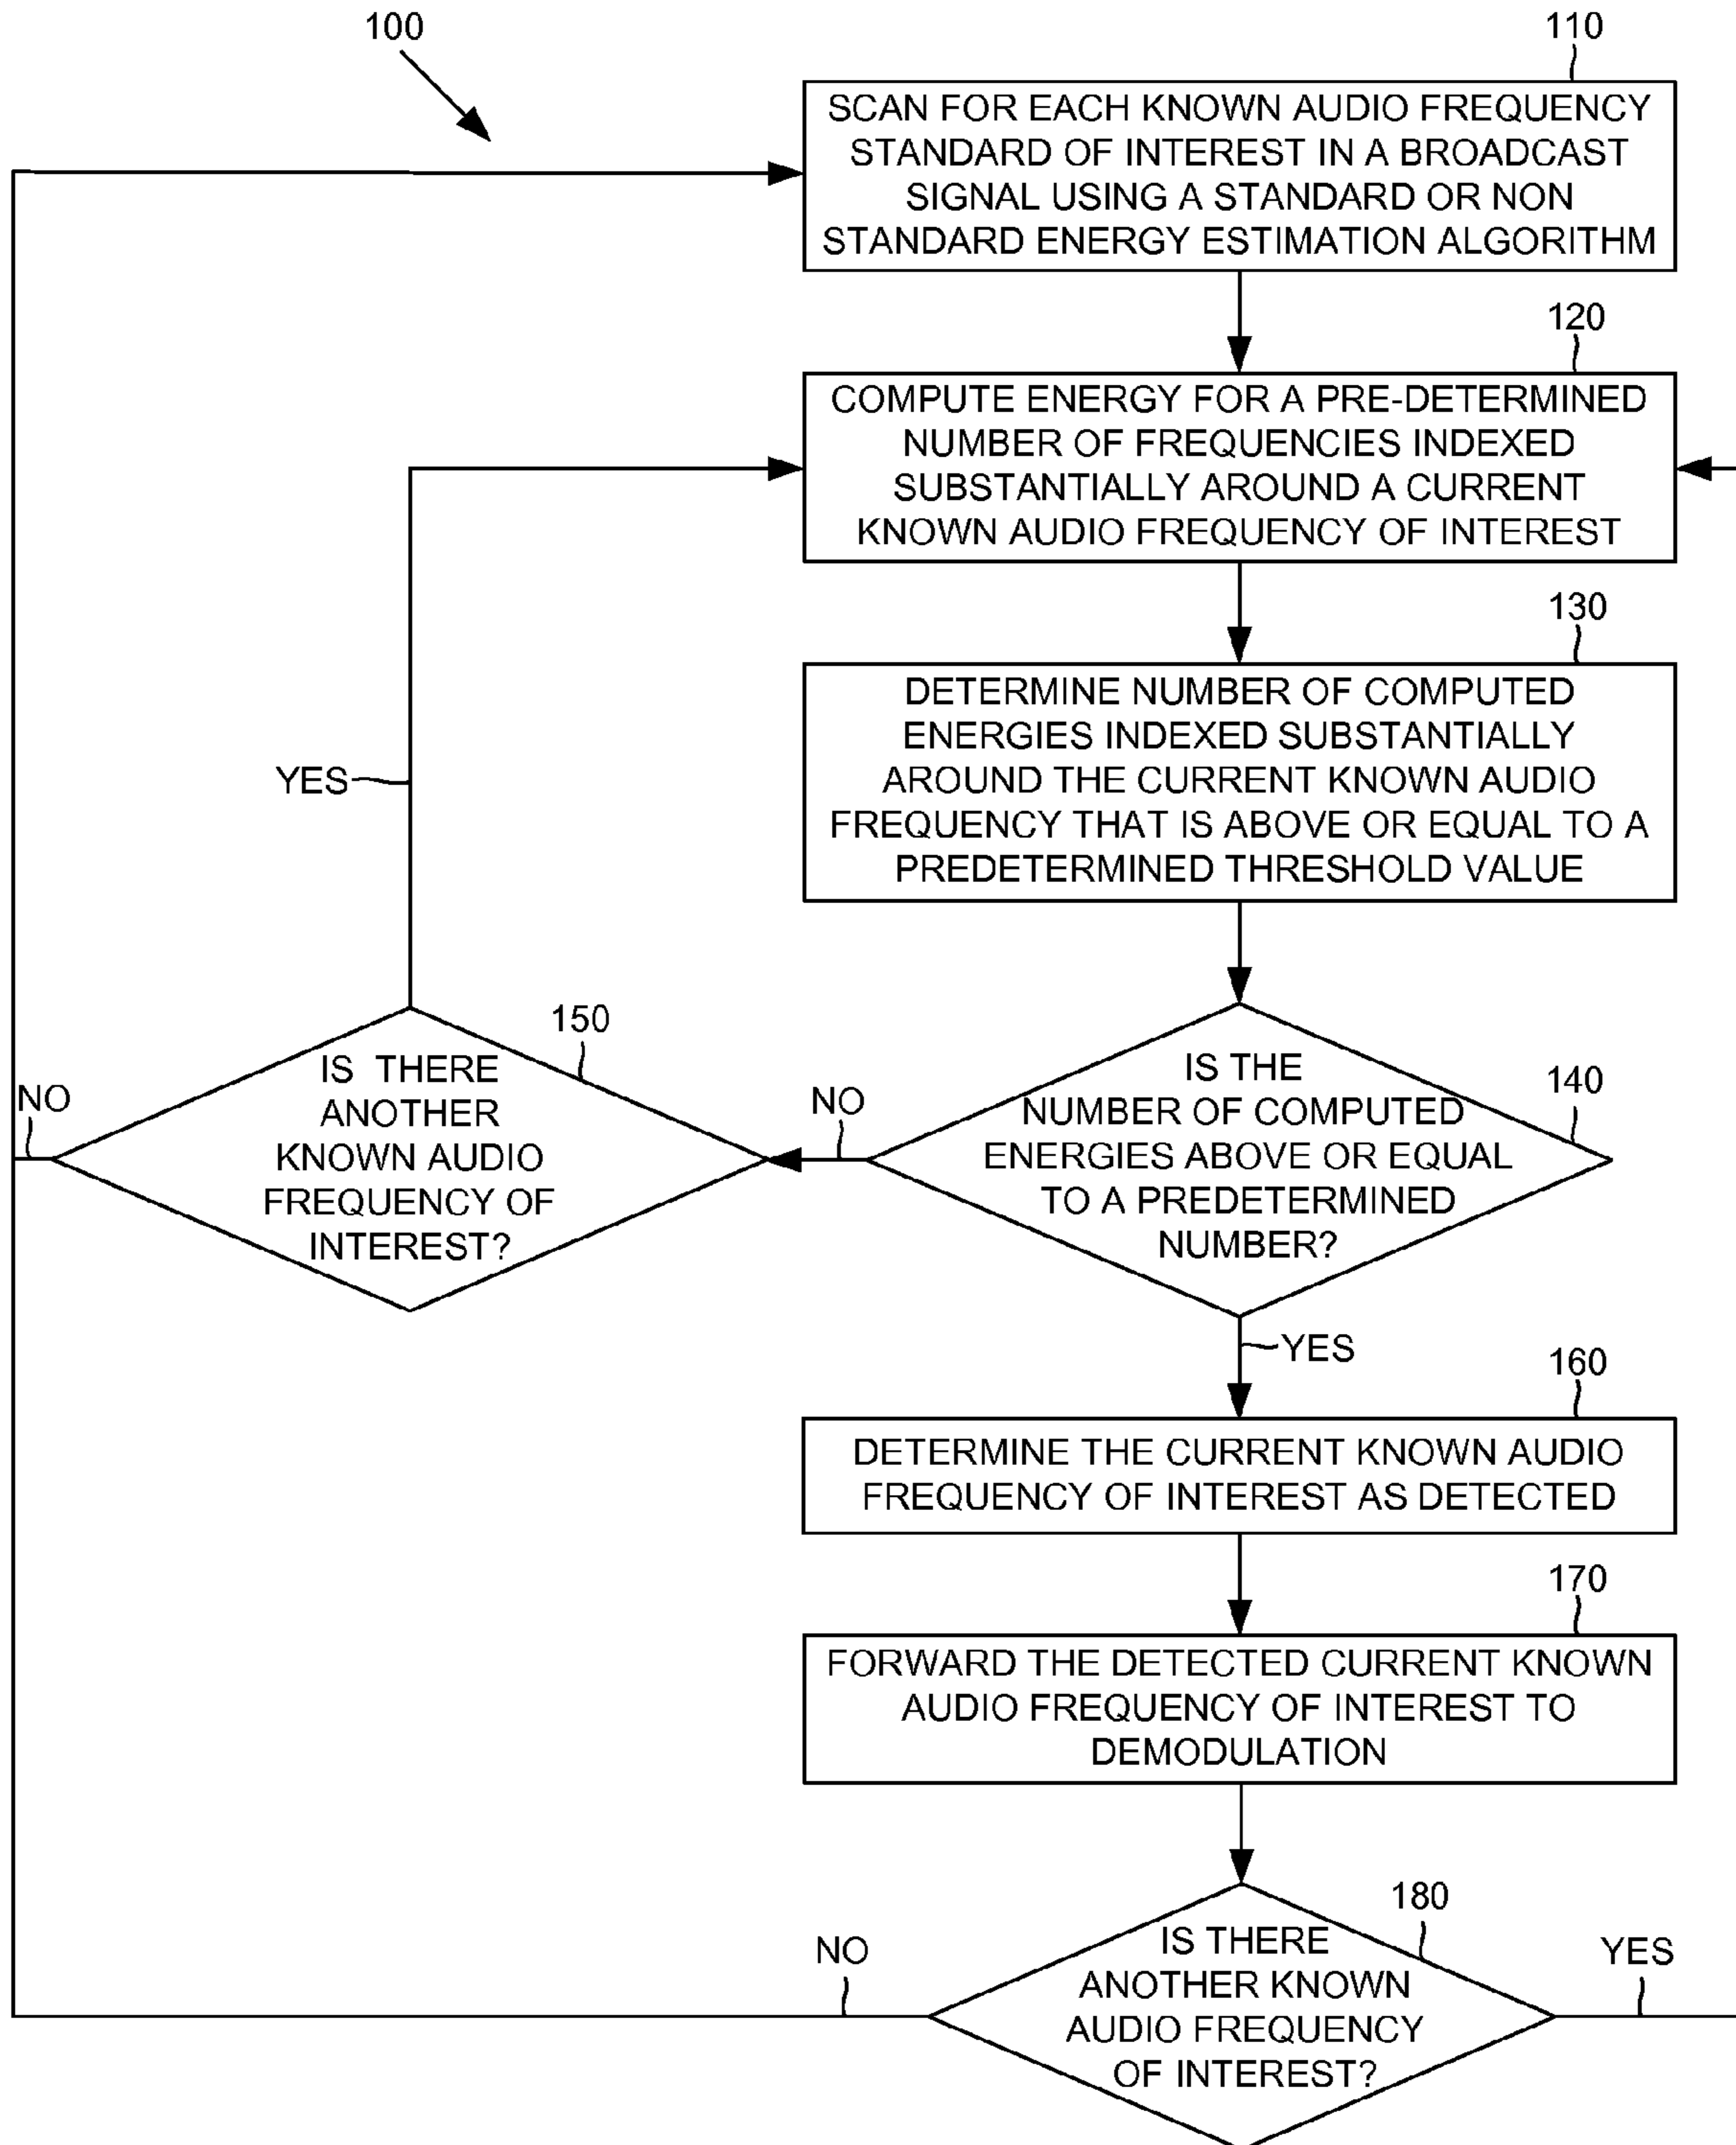 100
110
SCAN FOR EACH KNOWN AUDIO FREQUENCY
STANDARD OF INTEREST IN A BROADCAST
SIGNAL USING A STANDARD OR NON
STANDARD ENERGY ESTIMATION ALGORITHM
120
COMPUTE ENERGY FOR A PRE-DETERMINED
NUMBER OF FREQUENCIES INDEXED
SUBSTANTIALLY AROUND A CURRENT
KNOWN AUDIO FREQUENCY OF INTEREST
130
DETERMINE NUMBER OF COMPUTED
ENERGIES INDEXED SUBSTANTIALLY
AROUND THE CURRENT KNOWN AUDIO
FREQUENCY THAT IS ABOVE OR EQUAL TO A
PREDETERMINED THRESHOLD VALUE
YES
150
IS THERE
ANOTHER
KNOWN AUDIO
FREQUENCY OF
INTEREST?
NO
NO
140
IS THE
NUMBER OF COMPUTED
ENERGIES ABOVE OR EQUAL
TO A PREDETERMINED
NUMBER?
YES
160
DETERMINE THE CURRENT KNOWN AUDIO
FREQUENCY OF INTEREST AS DETECTED
170
FORWARD THE DETECTED CURRENT KNOWN
AUDIO FREQUENCY OF INTEREST TO
DEMODULATION
180
NO
IS THERE
ANOTHER KNOWN
AUDIO FREQUENCY
OF INTEREST?
YES